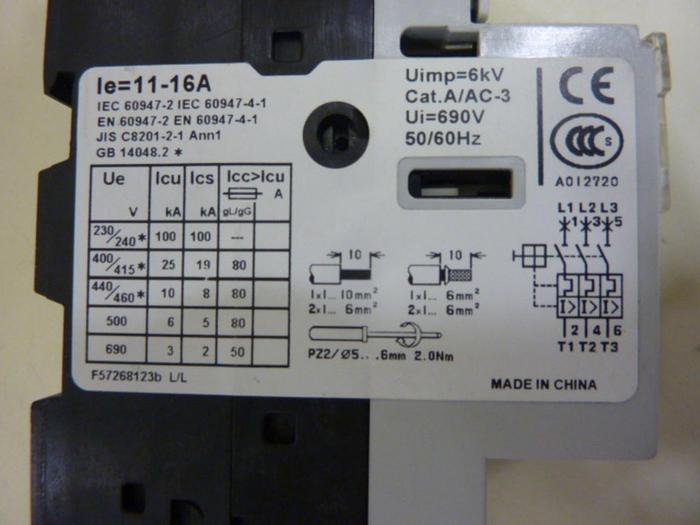 Ie=11-16A
IEC 60947-2 IEC 60947-4-1
EN 60947-2 EN 60947-4-1
JIS C8201-2-1 Ann1
GB 14048.2 *
Uimp=6kV
Cat.A/AC-3
Ui=690V
50/60Hz
CE
CCC S
A012720
Ue Icu Ics Icc>Icu
V kA kA gL/gG A
230/240* 100 100 ---
400/415* 25 19 80
440/460* 10 8 80
500 6 5 80
690 3 2 50
10 10
1x1... 10mm² 1x1... 6mm²
2x1... 6mm² 2x1... 6mm²
PZ2/Ø5...6mm 2.0Nm
L1 L2 L3
1 3 5
I> I> I>
2 4 6
T1 T2 T3
F57268123b L/L
MADE IN CHINA